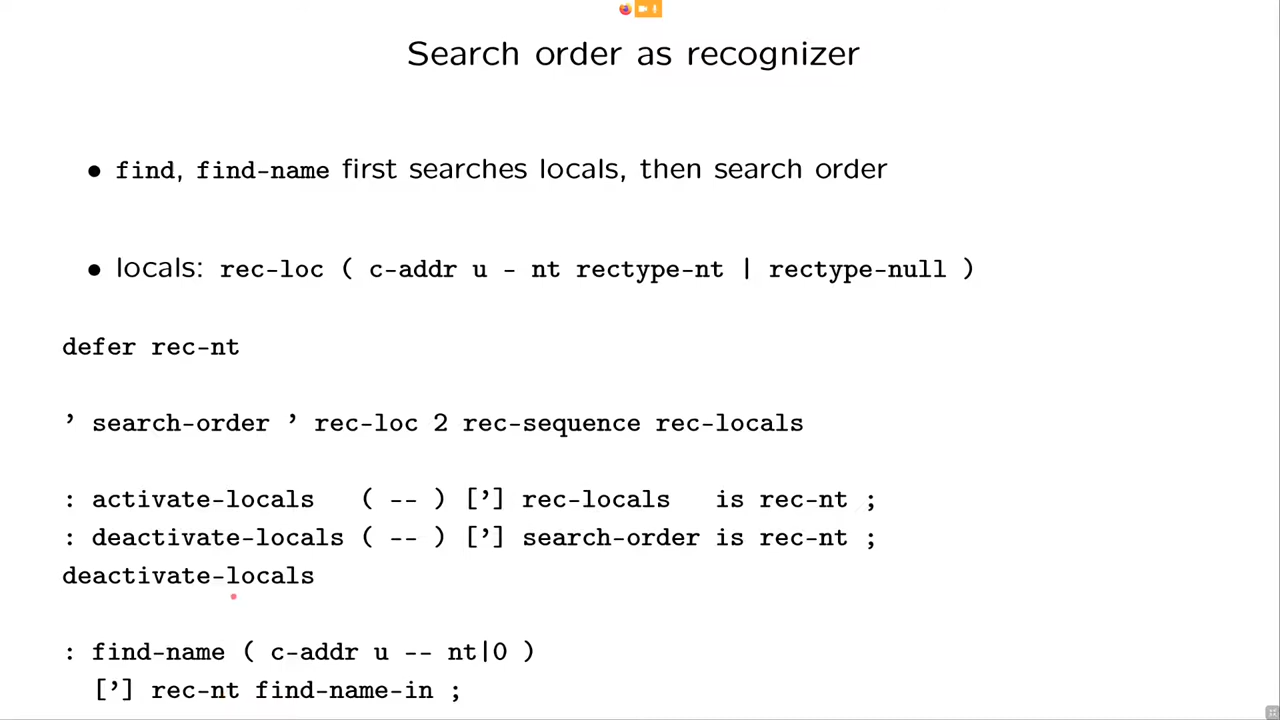 Search order as recognizer
• find, find-name first searches locals, then search order
• locals: rec-loc ( c-addr u - nt rectype-nt | rectype-null )
defer rec-nt
’ search-order ’ rec-loc 2 rec-sequence rec-locals
: activate-locals ( -- ) [’] rec-locals is rec-nt ;
: deactivate-locals ( -- ) [’] search-order is rec-nt ;
deactivate-locals
: find-name ( c-addr u -- nt|0 )
[’] rec-nt find-name-in ;